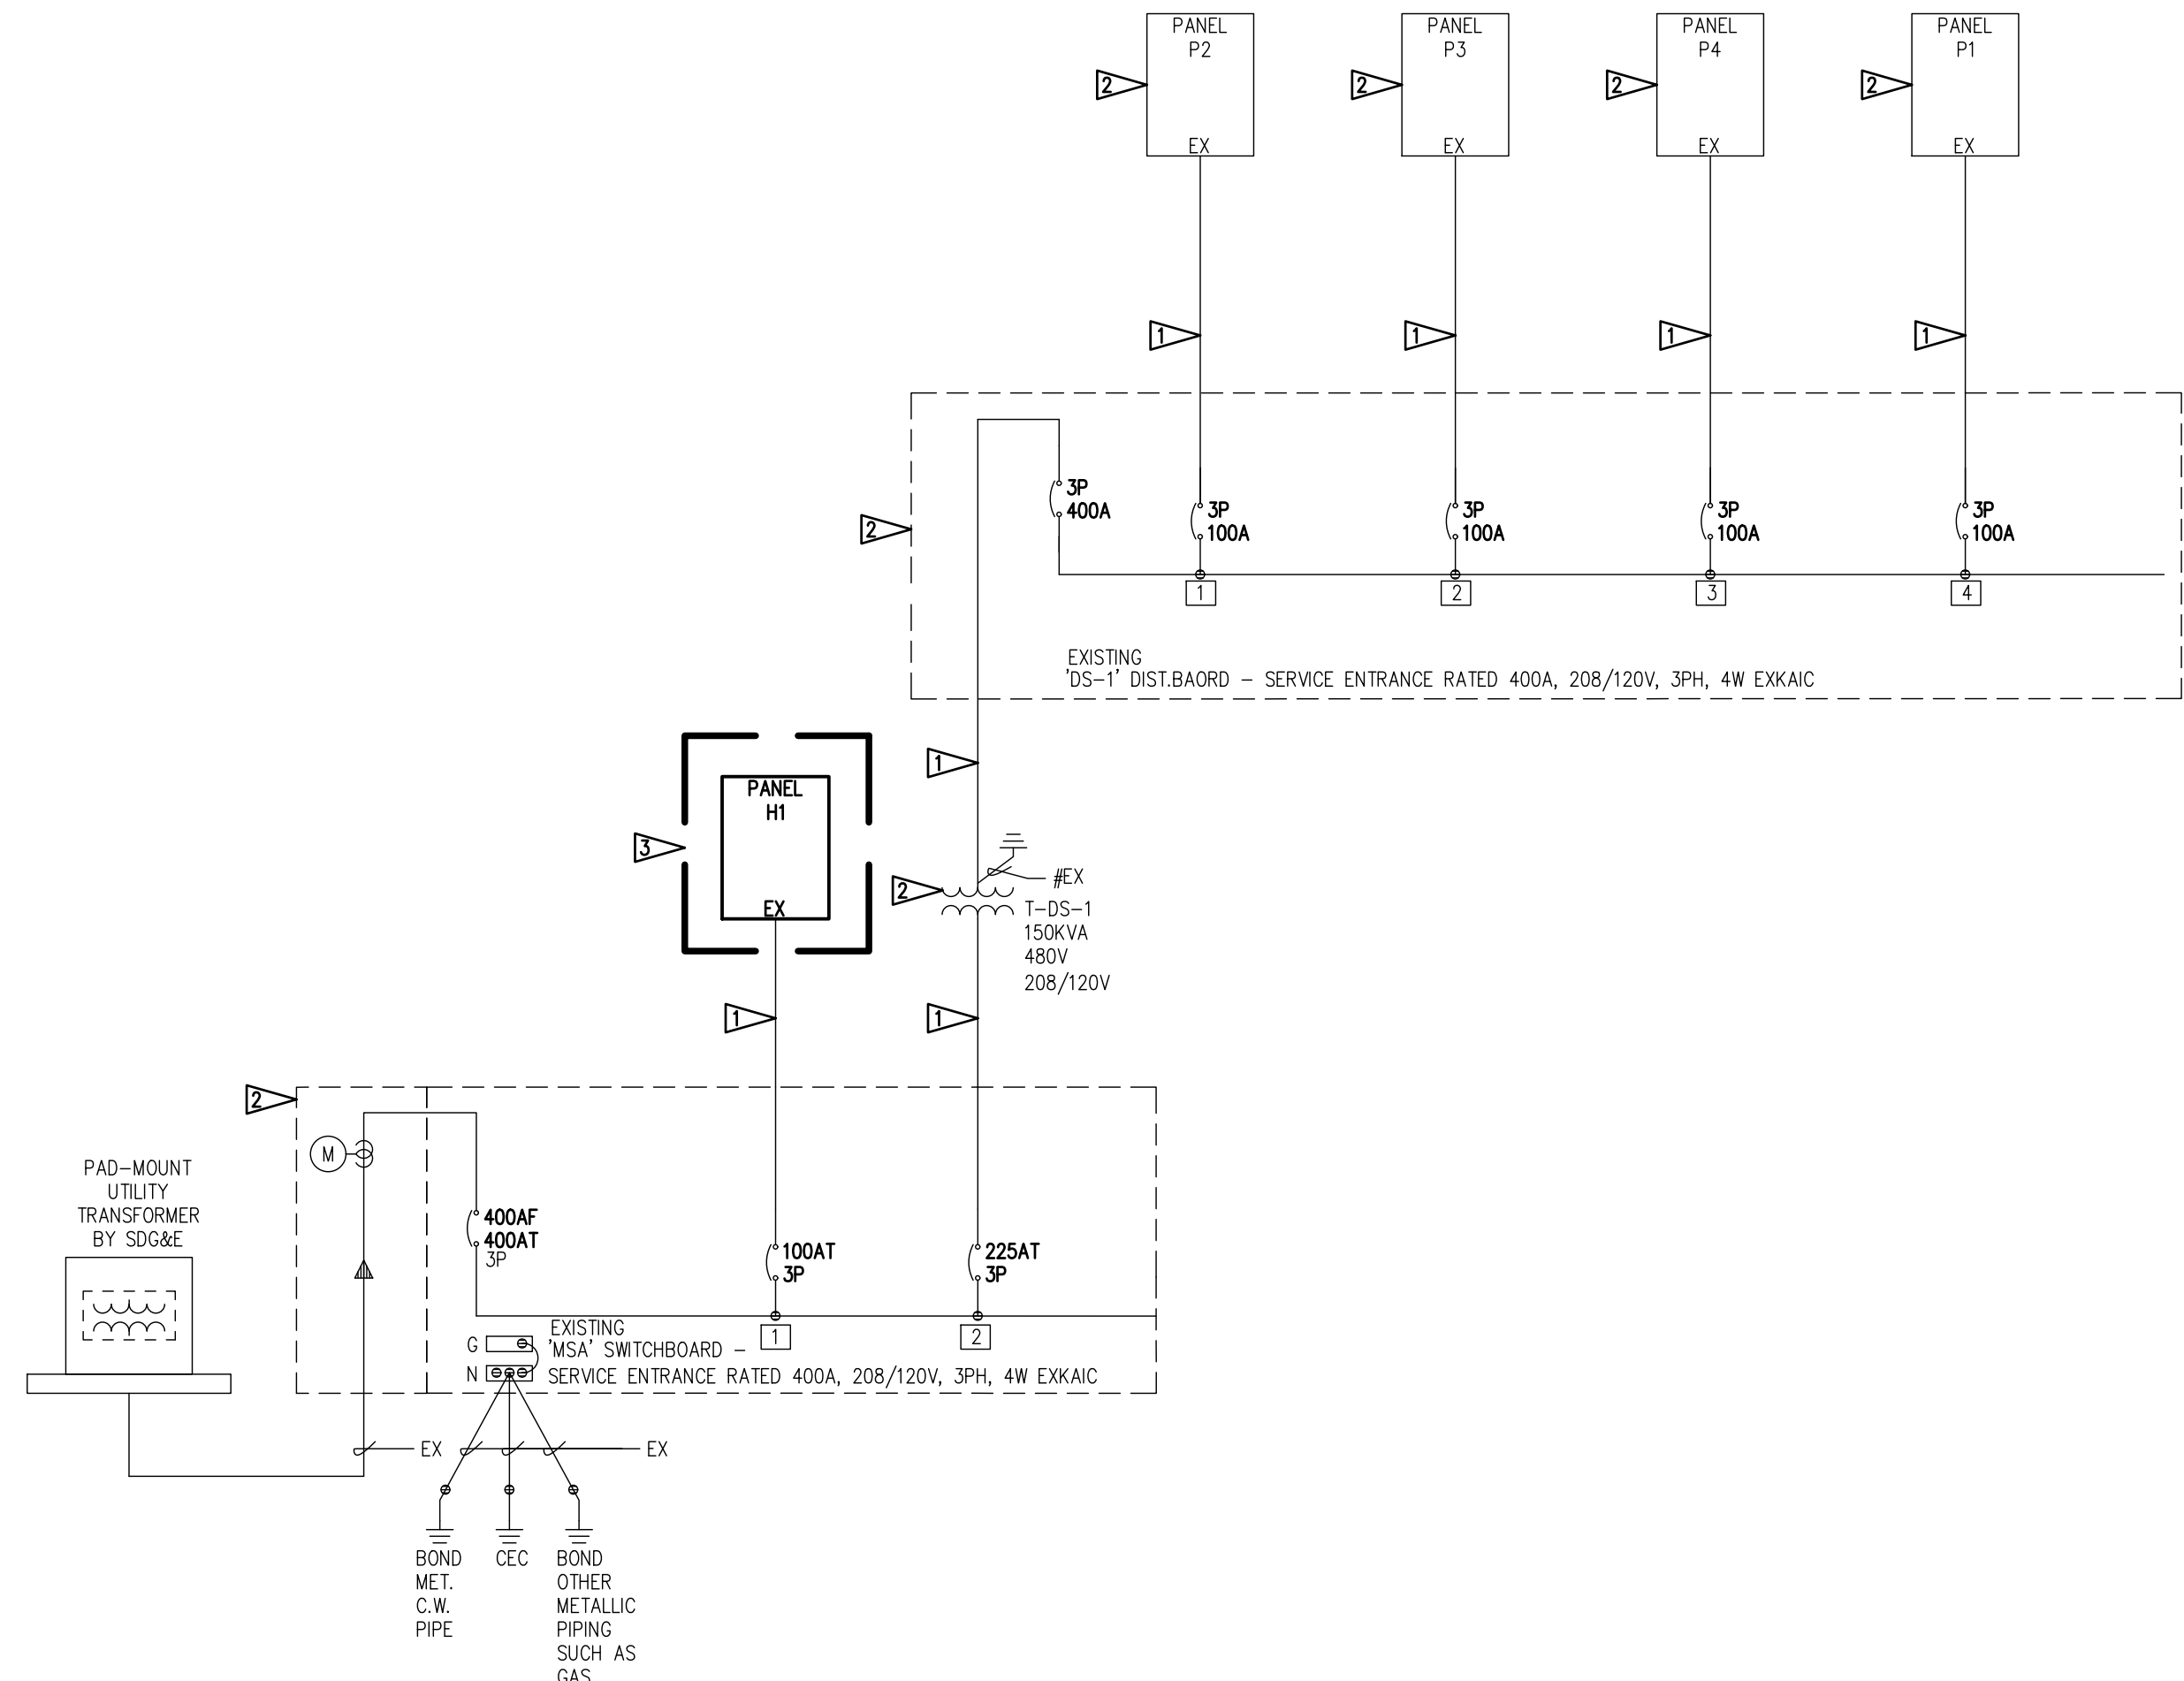 PANEL
P2
2
EX
PANEL
P3
2
EX
PANEL
P4
2
EX
PANEL
P1
2
EX
1
1
1
1
2
3P
400A
3P
100A
3P
100A
3P
100A
3P
100A
1
2
3
4
EXISTING
'DS-1' DIST.BAORD - SERVICE ENTRANCE RATED 400A, 208/120V, 3PH, 4W EXKAIC
PANEL
H1
EX
3
1
2
#EX
T-DS-1
150KVA
480V
208/120V
1
1
2
M
PAD-MOUNT
UTILITY
TRANSFORMER
BY SDG&E
400AF
400AT
3P
100AT
3P
225AT
3P
1
2
G
N
EXISTING
'MSA' SWITCHBOARD -
SERVICE ENTRANCE RATED 400A, 208/120V, 3PH, 4W EXKAIC
EX
EX
BOND
MET.
C.W.
PIPE
CEC
BOND
OTHER
METALLIC
PIPING
SUCH AS
GAS